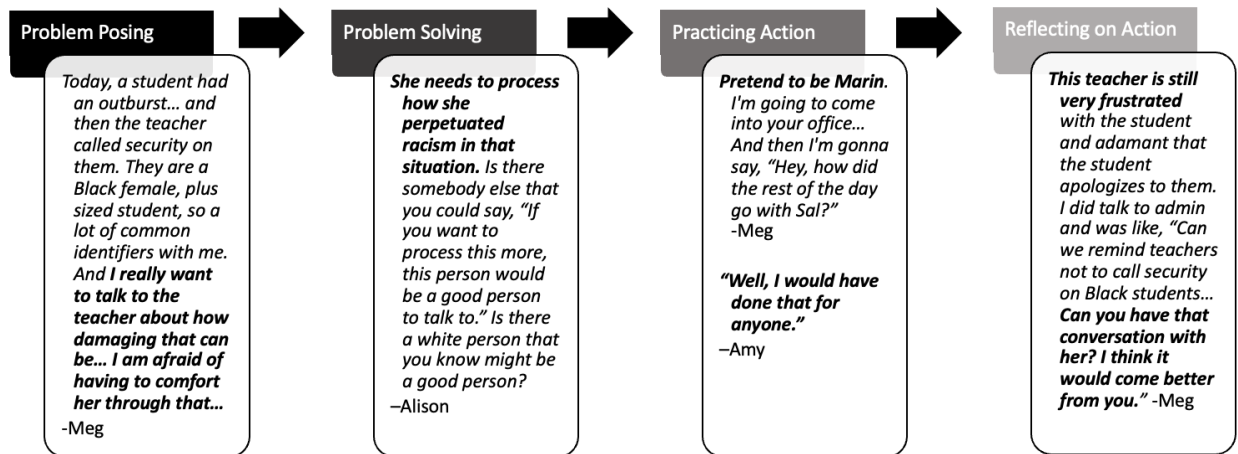 Problem Posing
Today, a student had
an outburst... and
then the teacher
called security on
them. They are a
Black female, plus
sized student, so a
lot of common
identifiers with me.
And I really want
to talk to the
teacher about how
damaging that can
be... I am afraid of
having to comfort
her through that...
-Meg
Problem Solving
She needs to process
how she
perpetuated
racism in that
situation. Is there
somebody else that
you could say, “If
you want to
process this more,
this person would
be a good person
to talk to.” Is there
a white person that
you know might be
a good person?
–Alison
Practicing Action
Pretend to be Marin.
I'm going to come
into your office...
And then I'm gonna
say, “Hey, how did
the rest of the day
go with Sal?”
-Meg
“Well, I would have
done that for
anyone.”
–Amy
Reflecting on Action
This teacher is still
very frustrated
with the student
and adamant that
the student
apologizes to them.
I did talk to admin
and was like, “Can
we remind teachers
not to call security
on Black students...
Can you have that
conversation with
her? I think it
would come better
from you.” -Meg